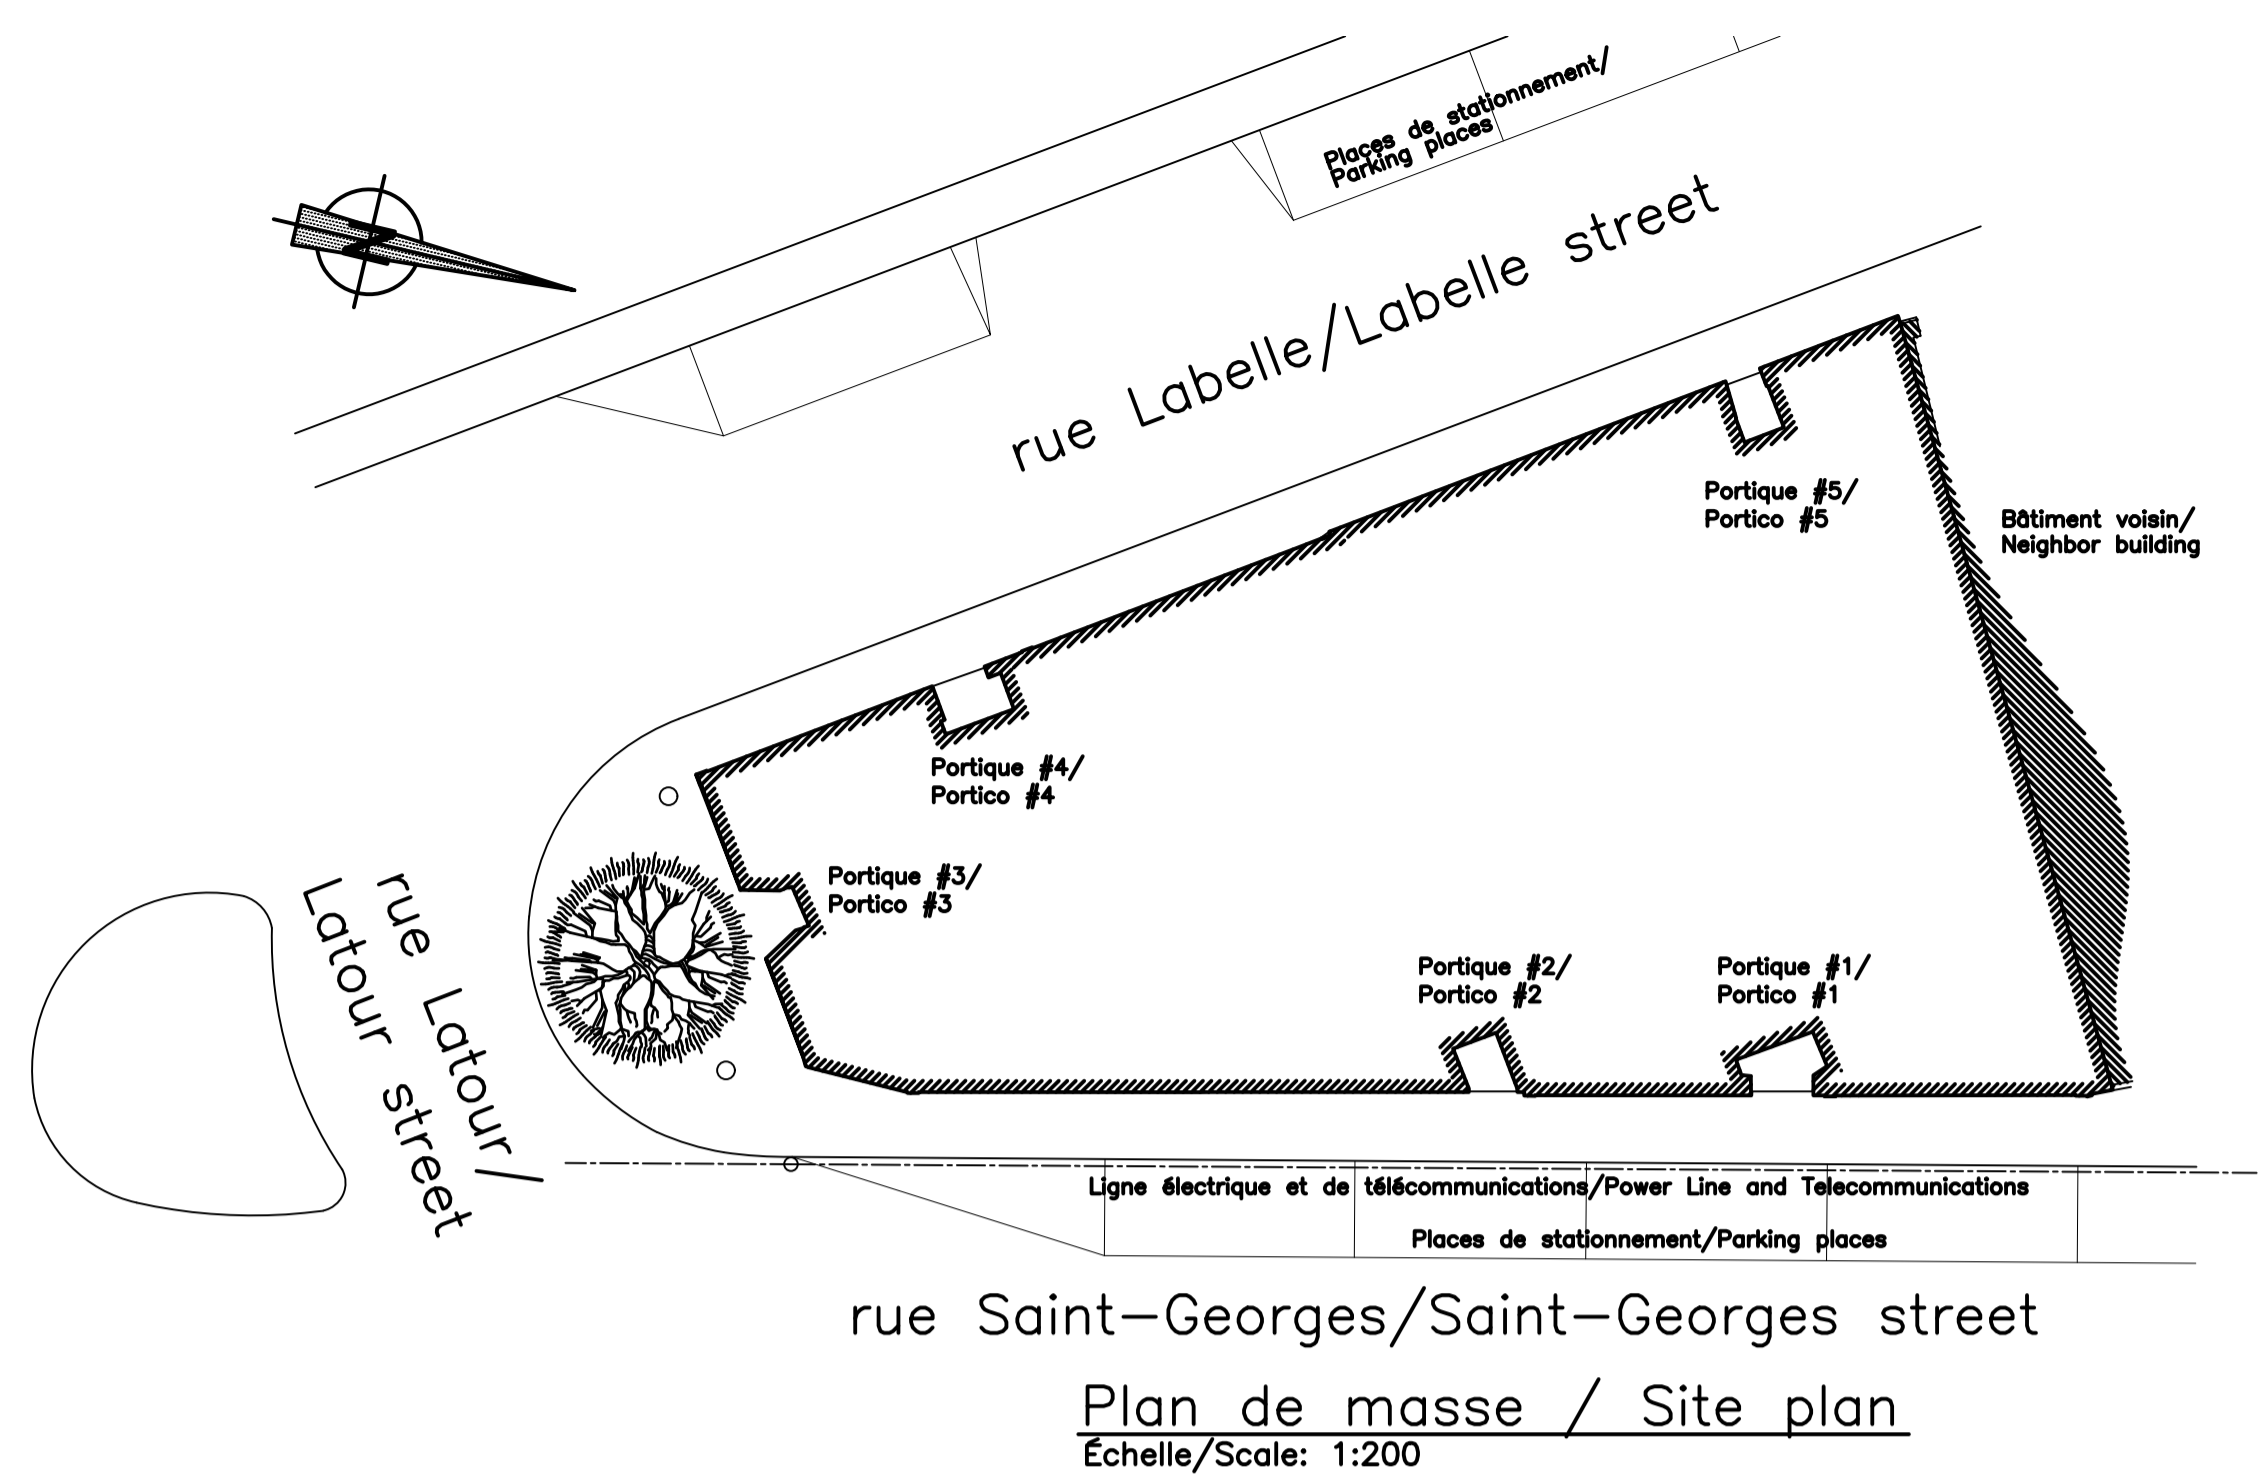 Places de stationnement/
Parking places
rue Labelle/Labelle street
N
Portique #5/
Portico #5
Bâtiment voisin/
Neighbor building
Portique #4/
Portico #4
Portique #3/
Portico #3
rue Latour/
Latour street
Portique #2/
Portico #2
Portique #1/
Portico #1
Ligne électrique et de télécommunications/Power Line and Telecommunications
Places de stationnement/Parking places
rue Saint-Georges/Saint-Georges street
Plan de masse / Site plan
Échelle/Scale: 1:200